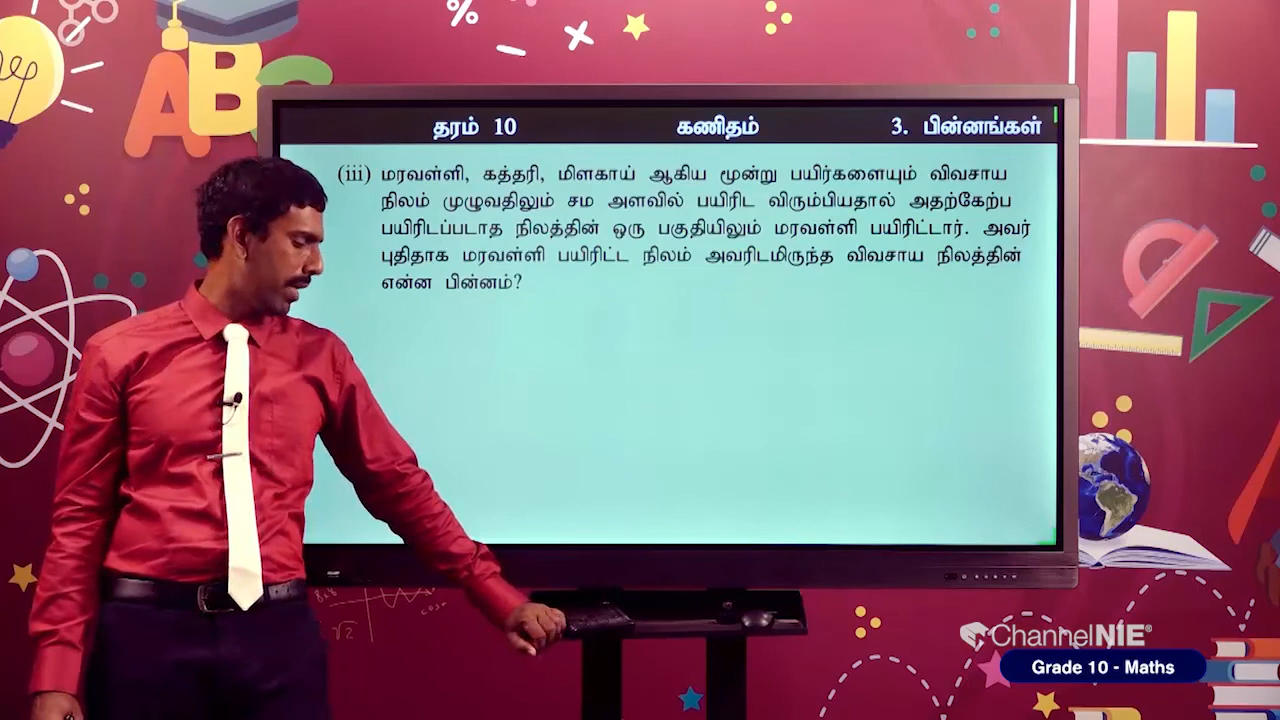 ABC
%
தரம் 10 கணிதம் 3. பின்னங்கள்
(iii) மரவள்ளி, கத்தரி, மிளகாய் ஆகிய மூன்று பயிர்களையும் விவசாய
நிலம் முழுவதிலும் சம அளவில் பயிரிட விரும்பியதால் அதற்கேற்ப
பயிரிடப்படாத நிலத்தின் ஒரு பகுதியிலும் மரவள்ளி பயிரிட்டார். அவர்
புதிதாக மரவள்ளி பயிரிட்ட நிலம் அவரிடமிருந்த விவசாய நிலத்தின்
என்ன பின்னம்?
√2
ChannelNIE®
Grade 10 - Maths